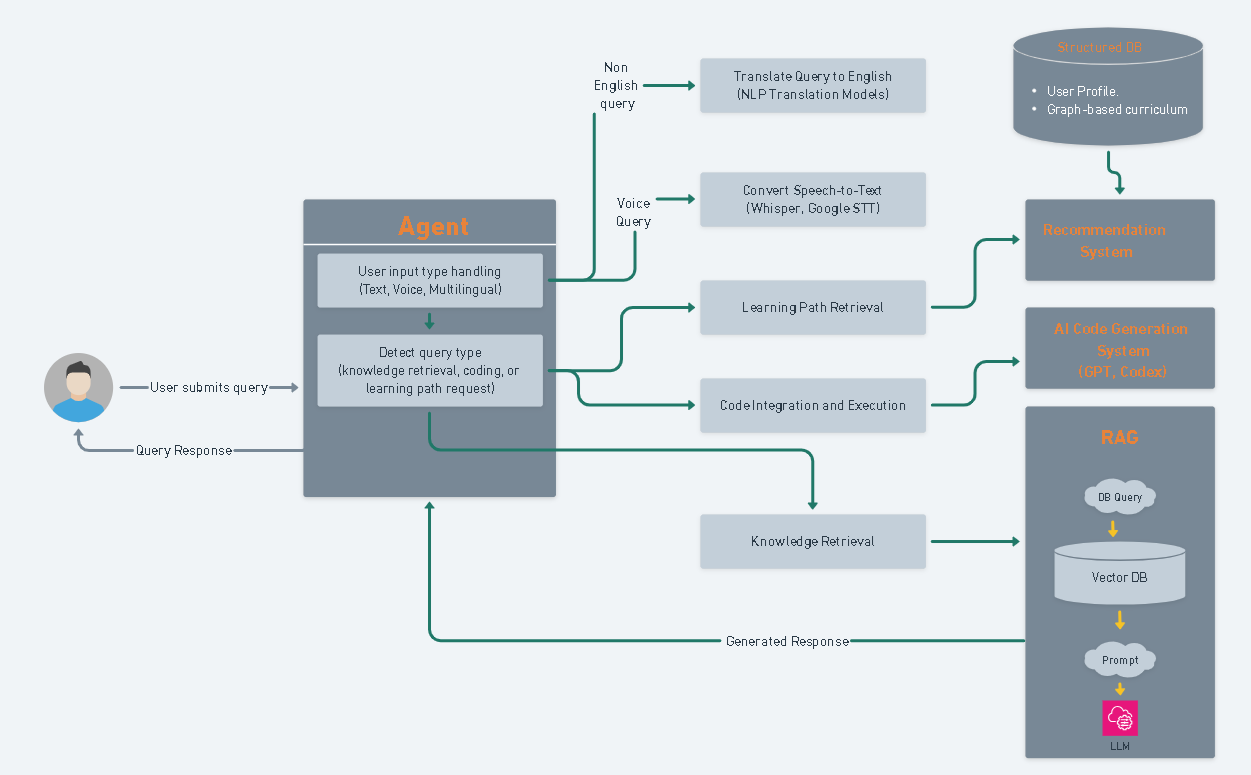 Non
English
query
Translate Query to English
(NLP Translation Models)
Structured DB
• User Profile.
• Graph-based curriculum
Voice
Query
Convert Speech-to-Text
(Whisper, Google STT)
Agent
User input type handling
(Text, Voice, Multilingual)
Detect query type
(knowledge retrieval, coding, or
learning path request)
User submits query
Query Response
Learning Path Retrieval
Code Integration and Execution
Knowledge Retrieval
Recommendation
System
AI Code Generation
System
(GPT, Codex)
RAG
DB Query
Vector DB
Prompt
LLM
Generated Response